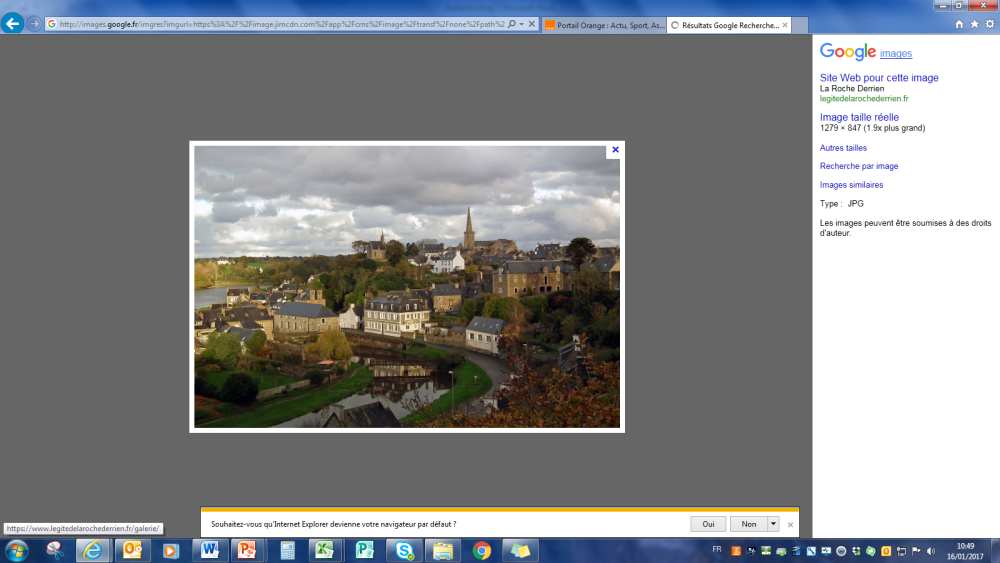 http://images.google.fr/imgres?imgurl=https%3A%2F%2Fimage.jimcdn.com%2Fapp%2Fcms%2Fimage%2Ftransf%2Fnone%2Fpath%2
Portail Orange : Actu, Sport, As...
Résultats Google Recherche...
Google images
Site Web pour cette image
La Roche Derrien
legitedelarochederrien.fr
Image taille réelle
1279 × 847 (1.9x plus grand)
Autres tailles
Recherche par image
Images similaires
Type : JPG
Les images peuvent être soumises à des droits
d'auteur.
Souhaitez-vous qu'Internet Explorer devienne votre navigateur par défaut ?
Oui
Non
https://www.legitedelarochederrien.fr/galerie/
FR
10:49
16/01/2017